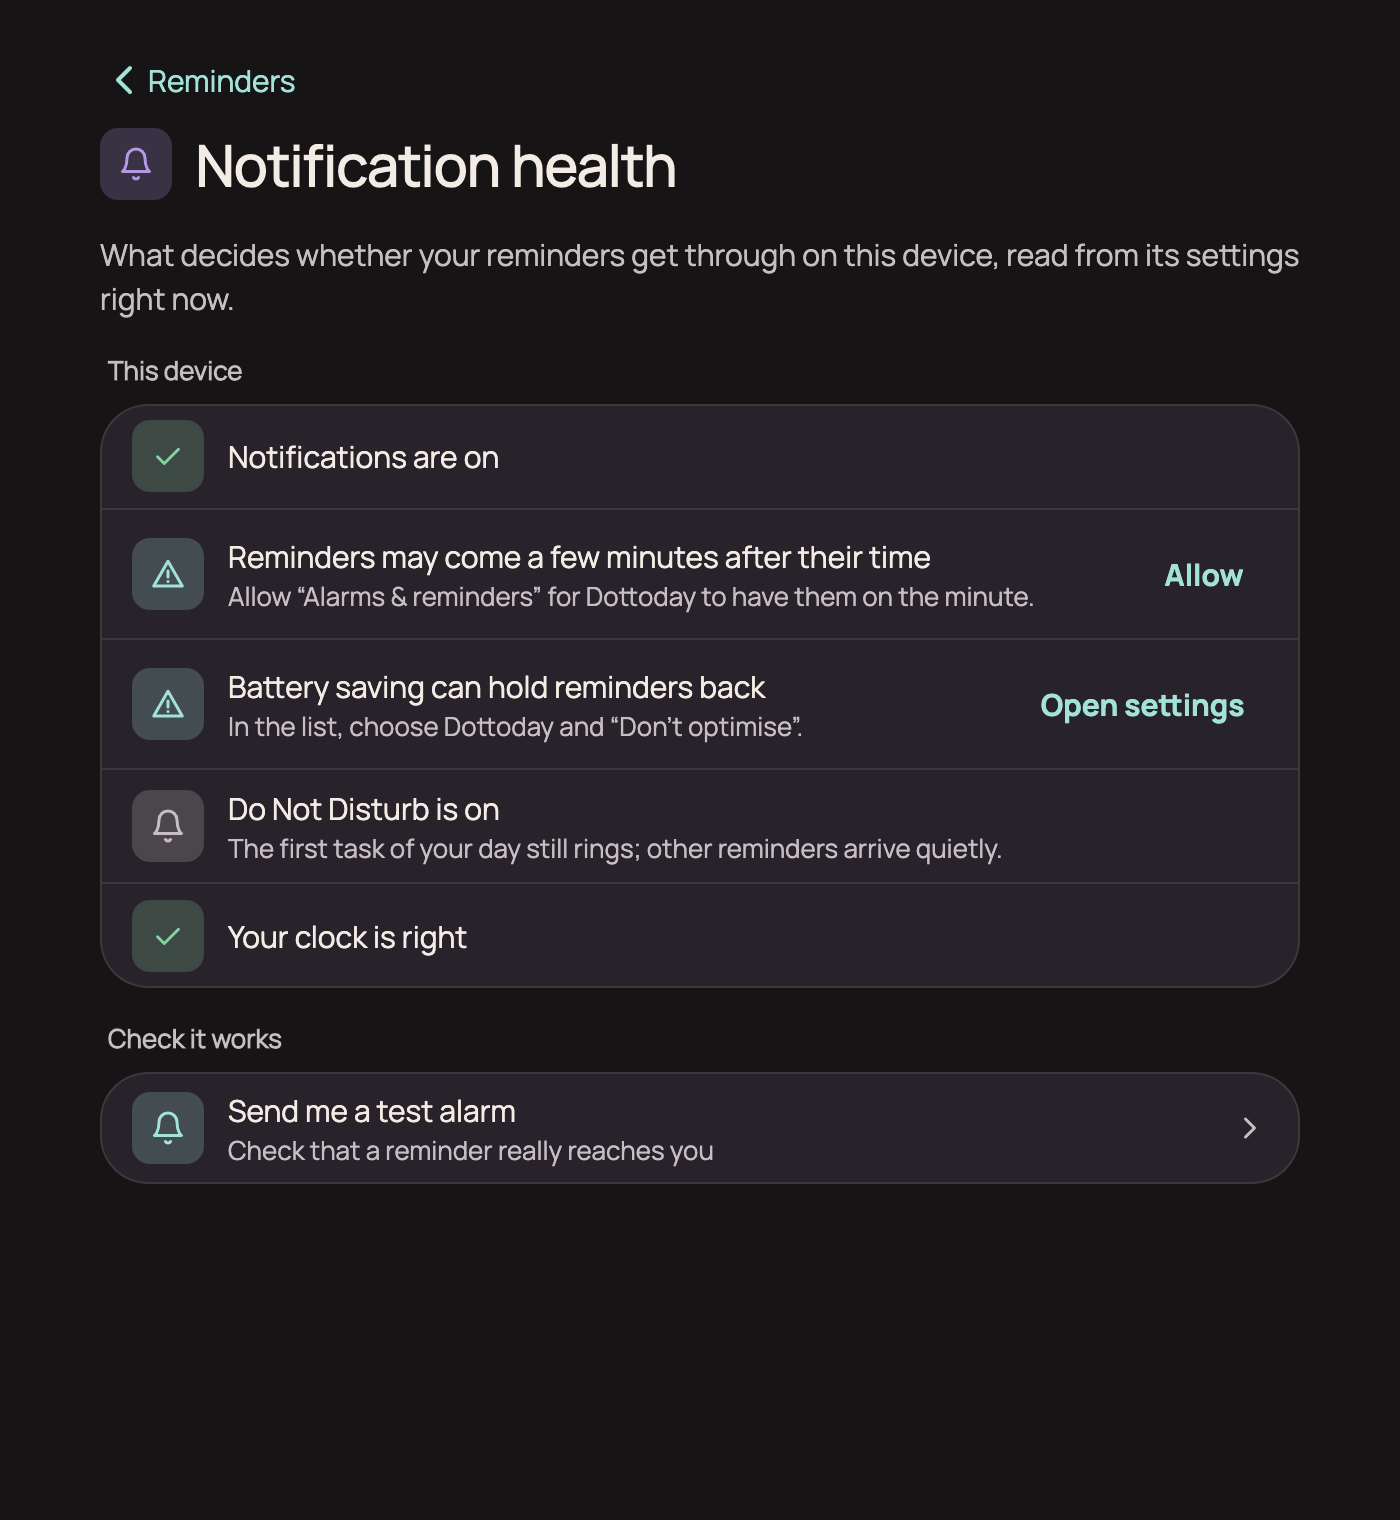 Reminders
Notification health
What decides whether your reminders get through on this device, read from its settings
right now.
This device
Notifications are on
Reminders may come a few minutes after their time
Allow “Alarms & reminders” for Dottoday to have them on the minute.
Allow
Battery saving can hold reminders back
In the list, choose Dottoday and “Don’t optimise”.
Open settings
Do Not Disturb is on
The first task of your day still rings; other reminders arrive quietly.
Your clock is right
Check it works
Send me a test alarm
Check that a reminder really reaches you